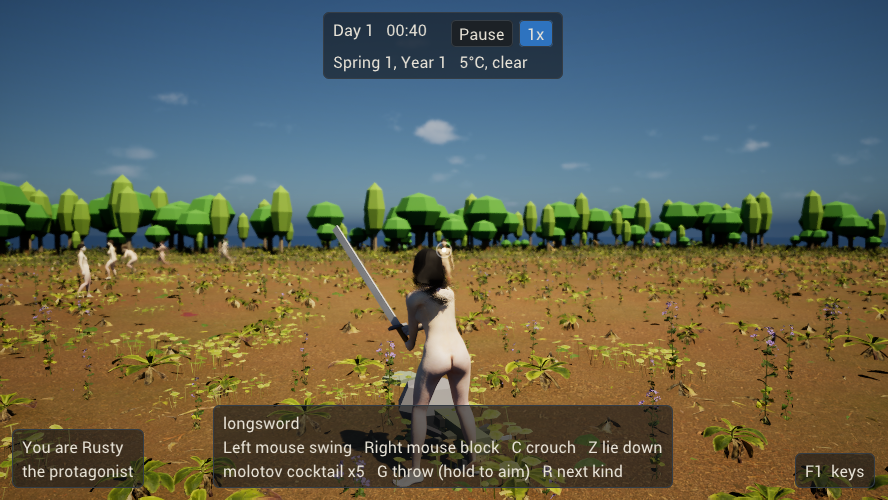 Day 1 00:40 Pause 1x
Spring 1, Year 1 5°C, clear
longsword
Left mouse swing Right mouse block C crouch Z lie down
molotov cocktail x5 G throw (hold to aim) R next kind
You are Rusty
the protagonist
F1 keys